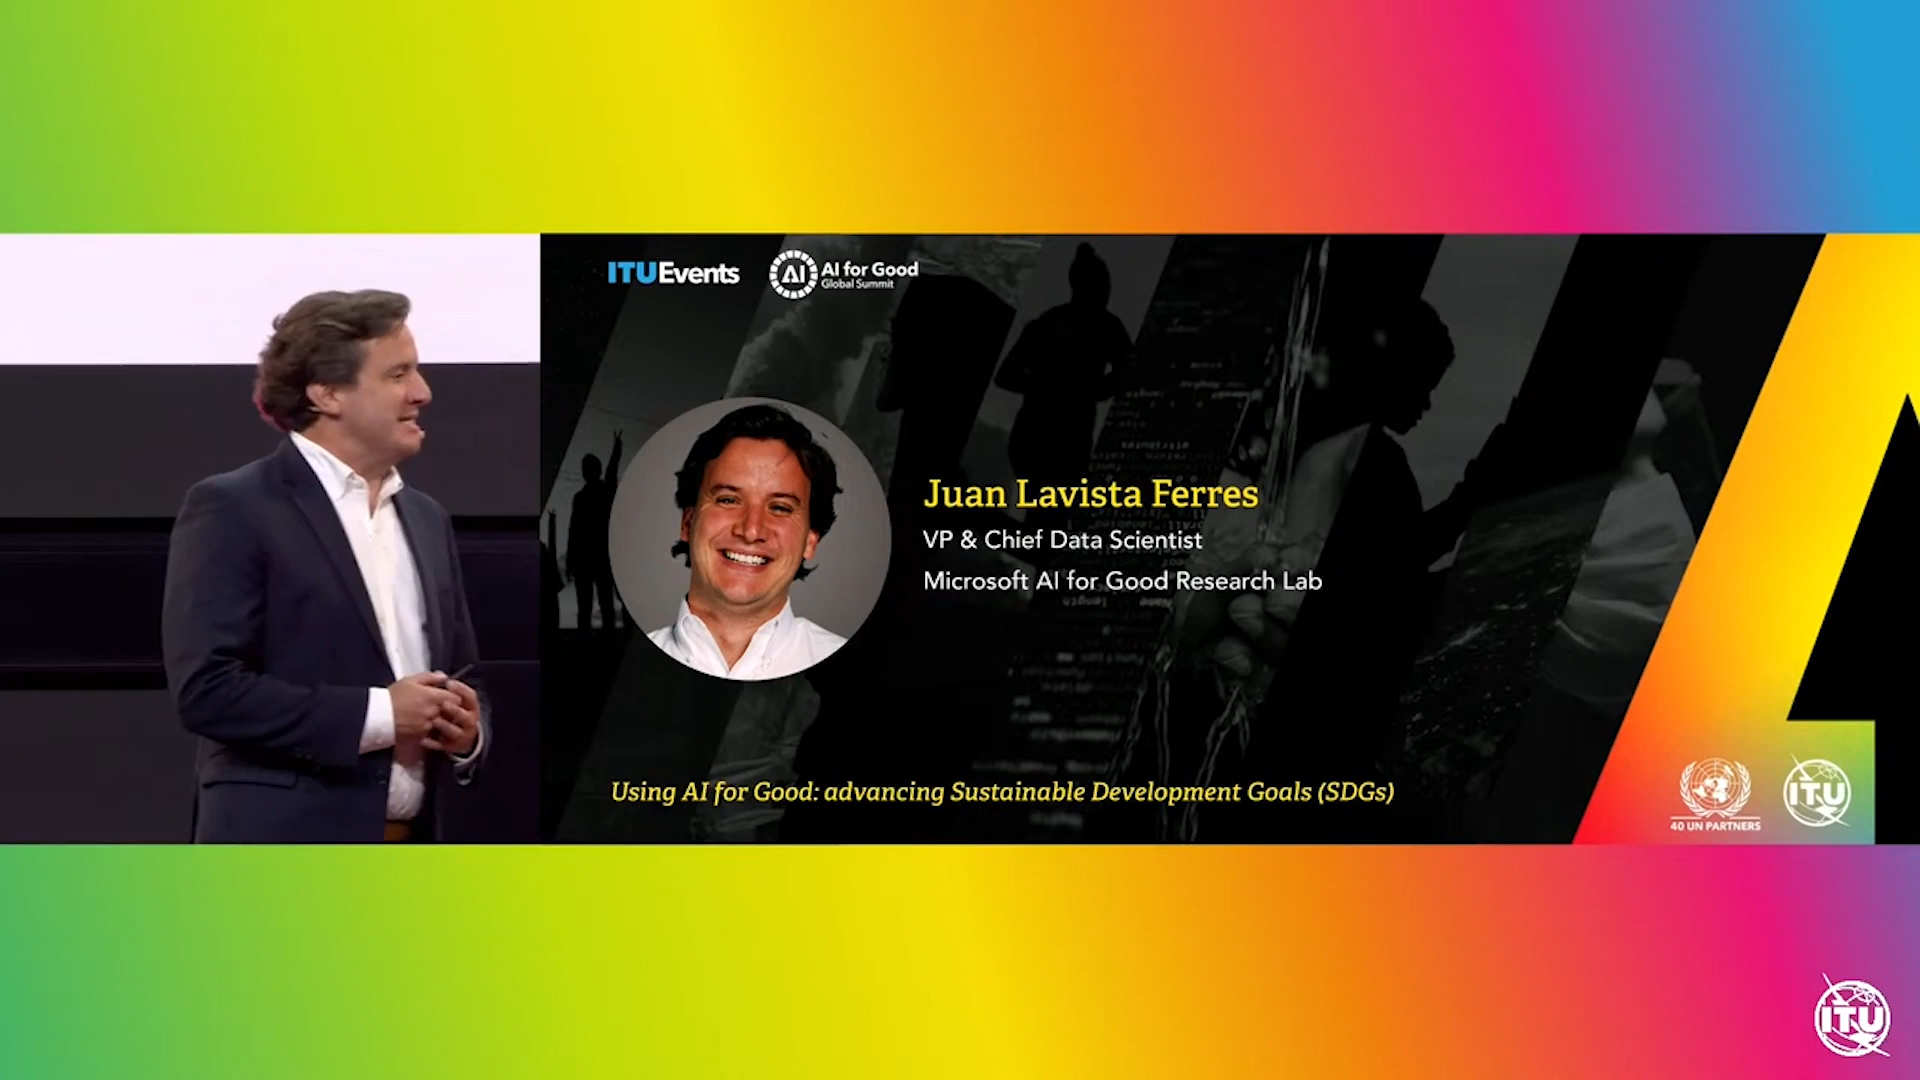 ITUEvents
AI
AI for Good
Global Summit
Juan Lavista Ferres
VP & Chief Data Scientist
Microsoft AI for Good Research Lab
Using AI for Good: advancing Sustainable Development Goals (SDGs)
40 UN PARTNERS
ITU
ITU